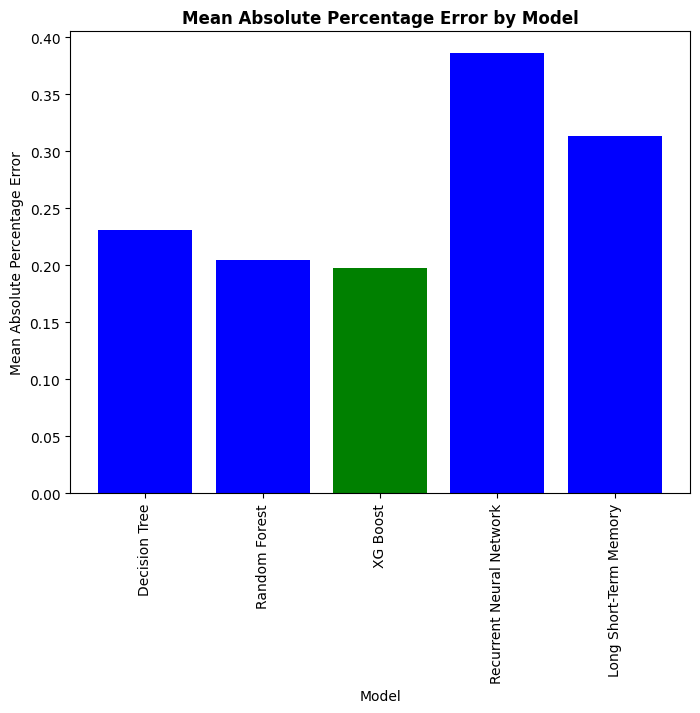 Mean Absolute Percentage Error by Model
Mean Absolute Percentage Error
0.40
0.35
0.30
0.25
0.20
0.15
0.10
0.05
0.00
Decision Tree
Random Forest
XG Boost
Recurrent Neural Network
Long Short-Term Memory
Model